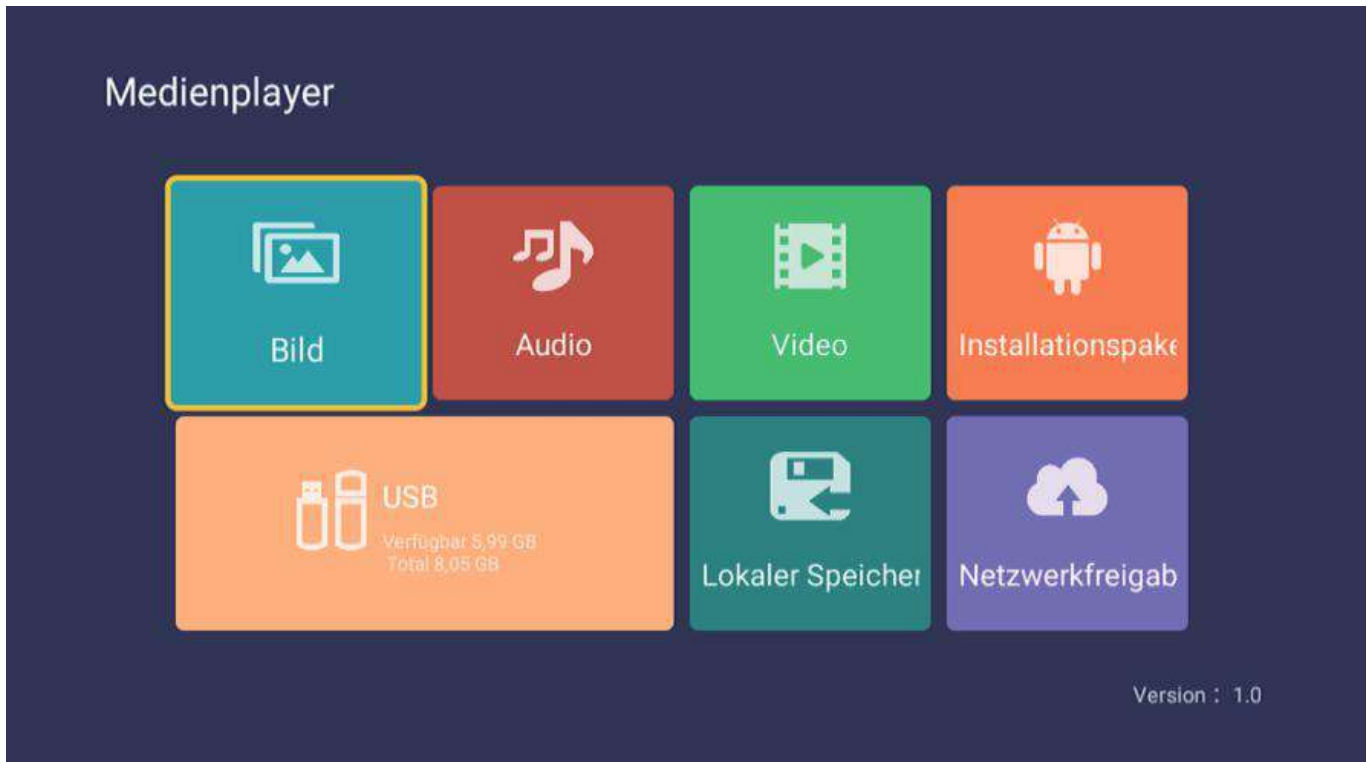 Medienplayer
Bild
Audio
Video
Installationspake
USB
Verfügbar 5,99 GB
Total 8,05 GB
Lokaler Speicher
Netzwerkfreigab
Version : 1.0